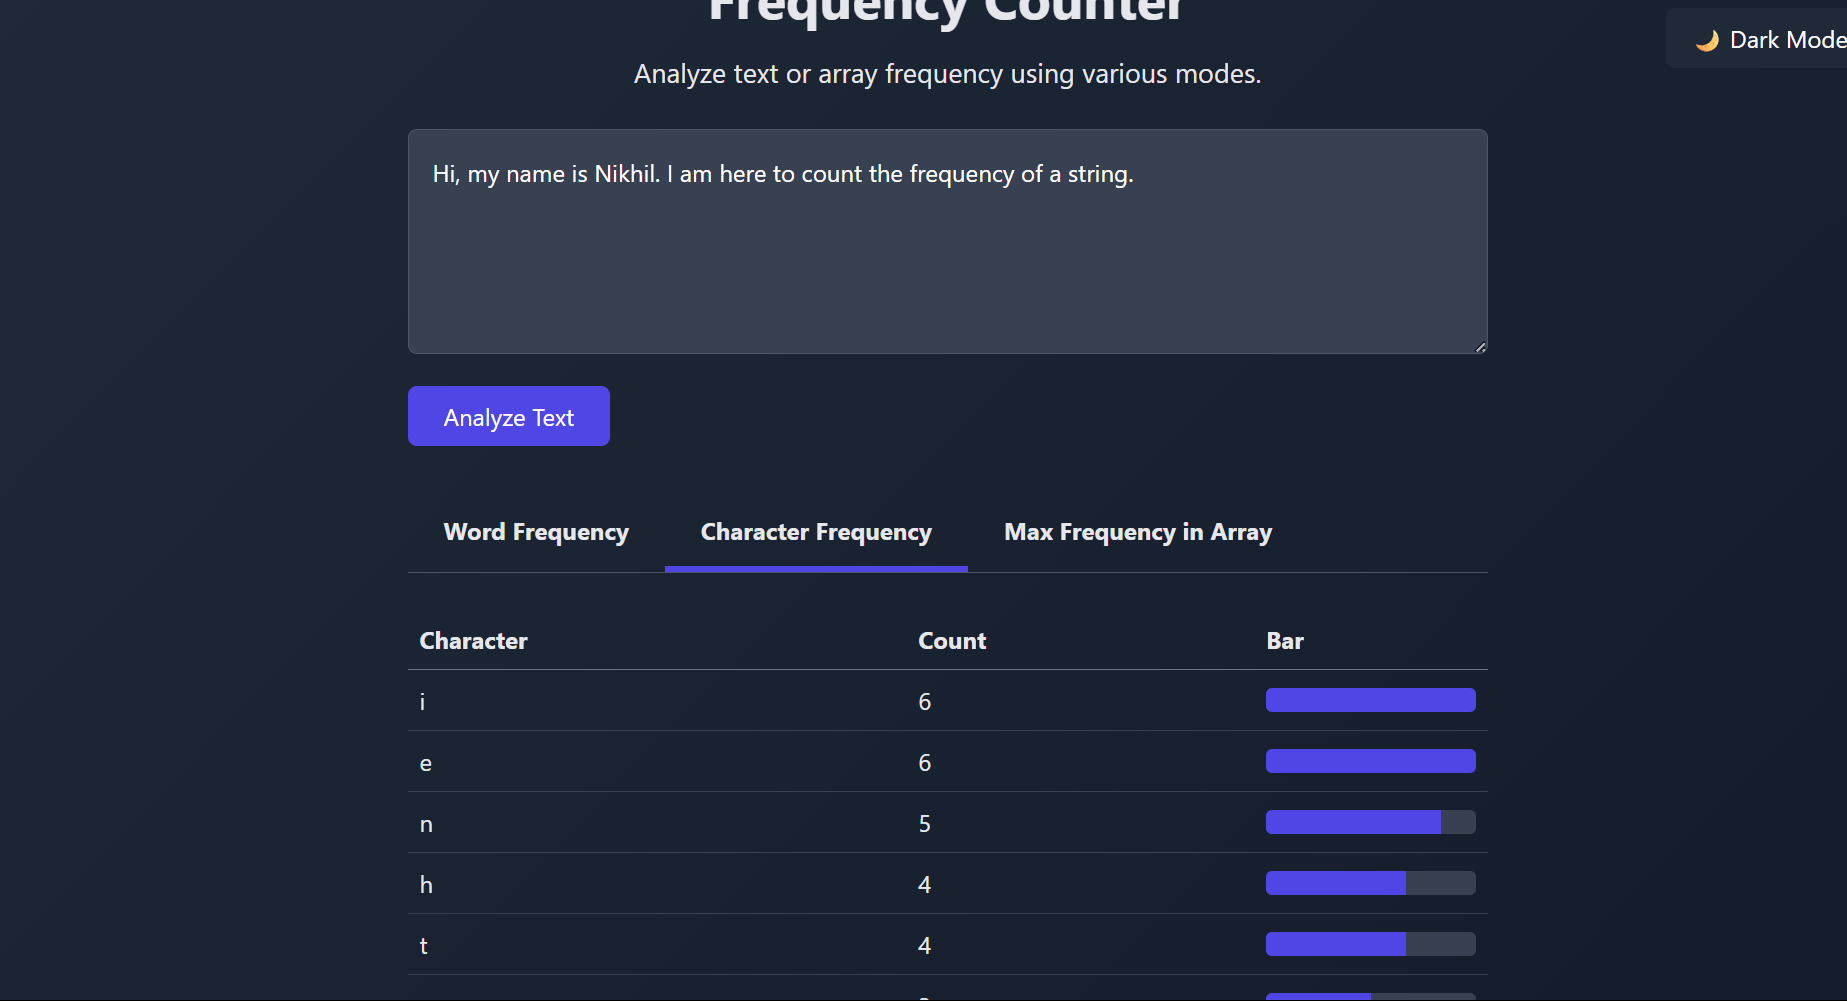 Frequency Counter
🌙 Dark Mode
Analyze text or array frequency using various modes.
Hi, my name is Nikhil. I am here to count the frequency of a string.
Analyze Text
Word Frequency Character Frequency Max Frequency in Array
Character Count Bar
i 6
e 6
n 5
h 4
t 4